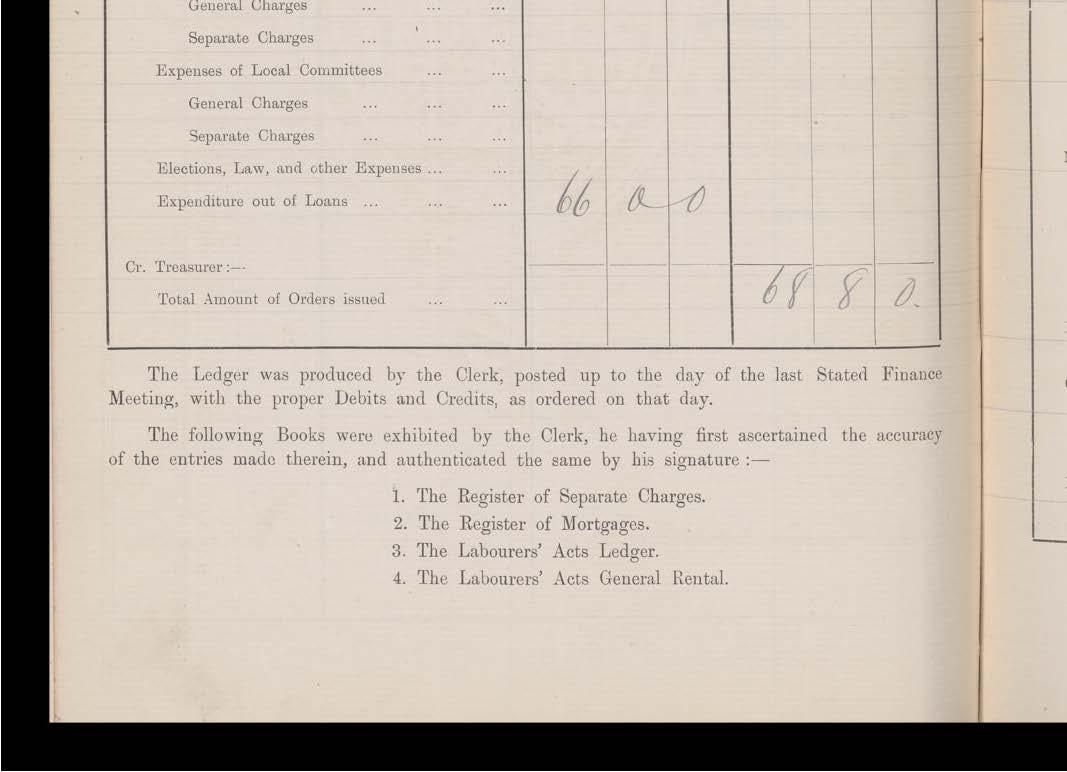 General Charges ... ... ...
Separate Charges ... ... ...
Expenses of Local Committees ... ...
General Charges ... ... ...
Separate Charges ... ... ...
Elections, Law, and other Expenses ... ...
Expenditure out of Loans ... ... ... 66 0 0
Cr. Treasurer :—
Total Amount of Orders issued ... ... 68 8 0.
The Ledger was produced by the Clerk, posted up to the day of the last Stated Finance
Meeting, with the proper Debits and Credits, as ordered on that day.
The following Books were exhibited by the Clerk, he having first ascertained the accuracy
of the entries made therein, and authenticated the same by his signature :—
1. The Register of Separate Charges.
2. The Register of Mortgages.
3. The Labourers' Acts Ledger.
4. The Labourers' Acts General Rental.